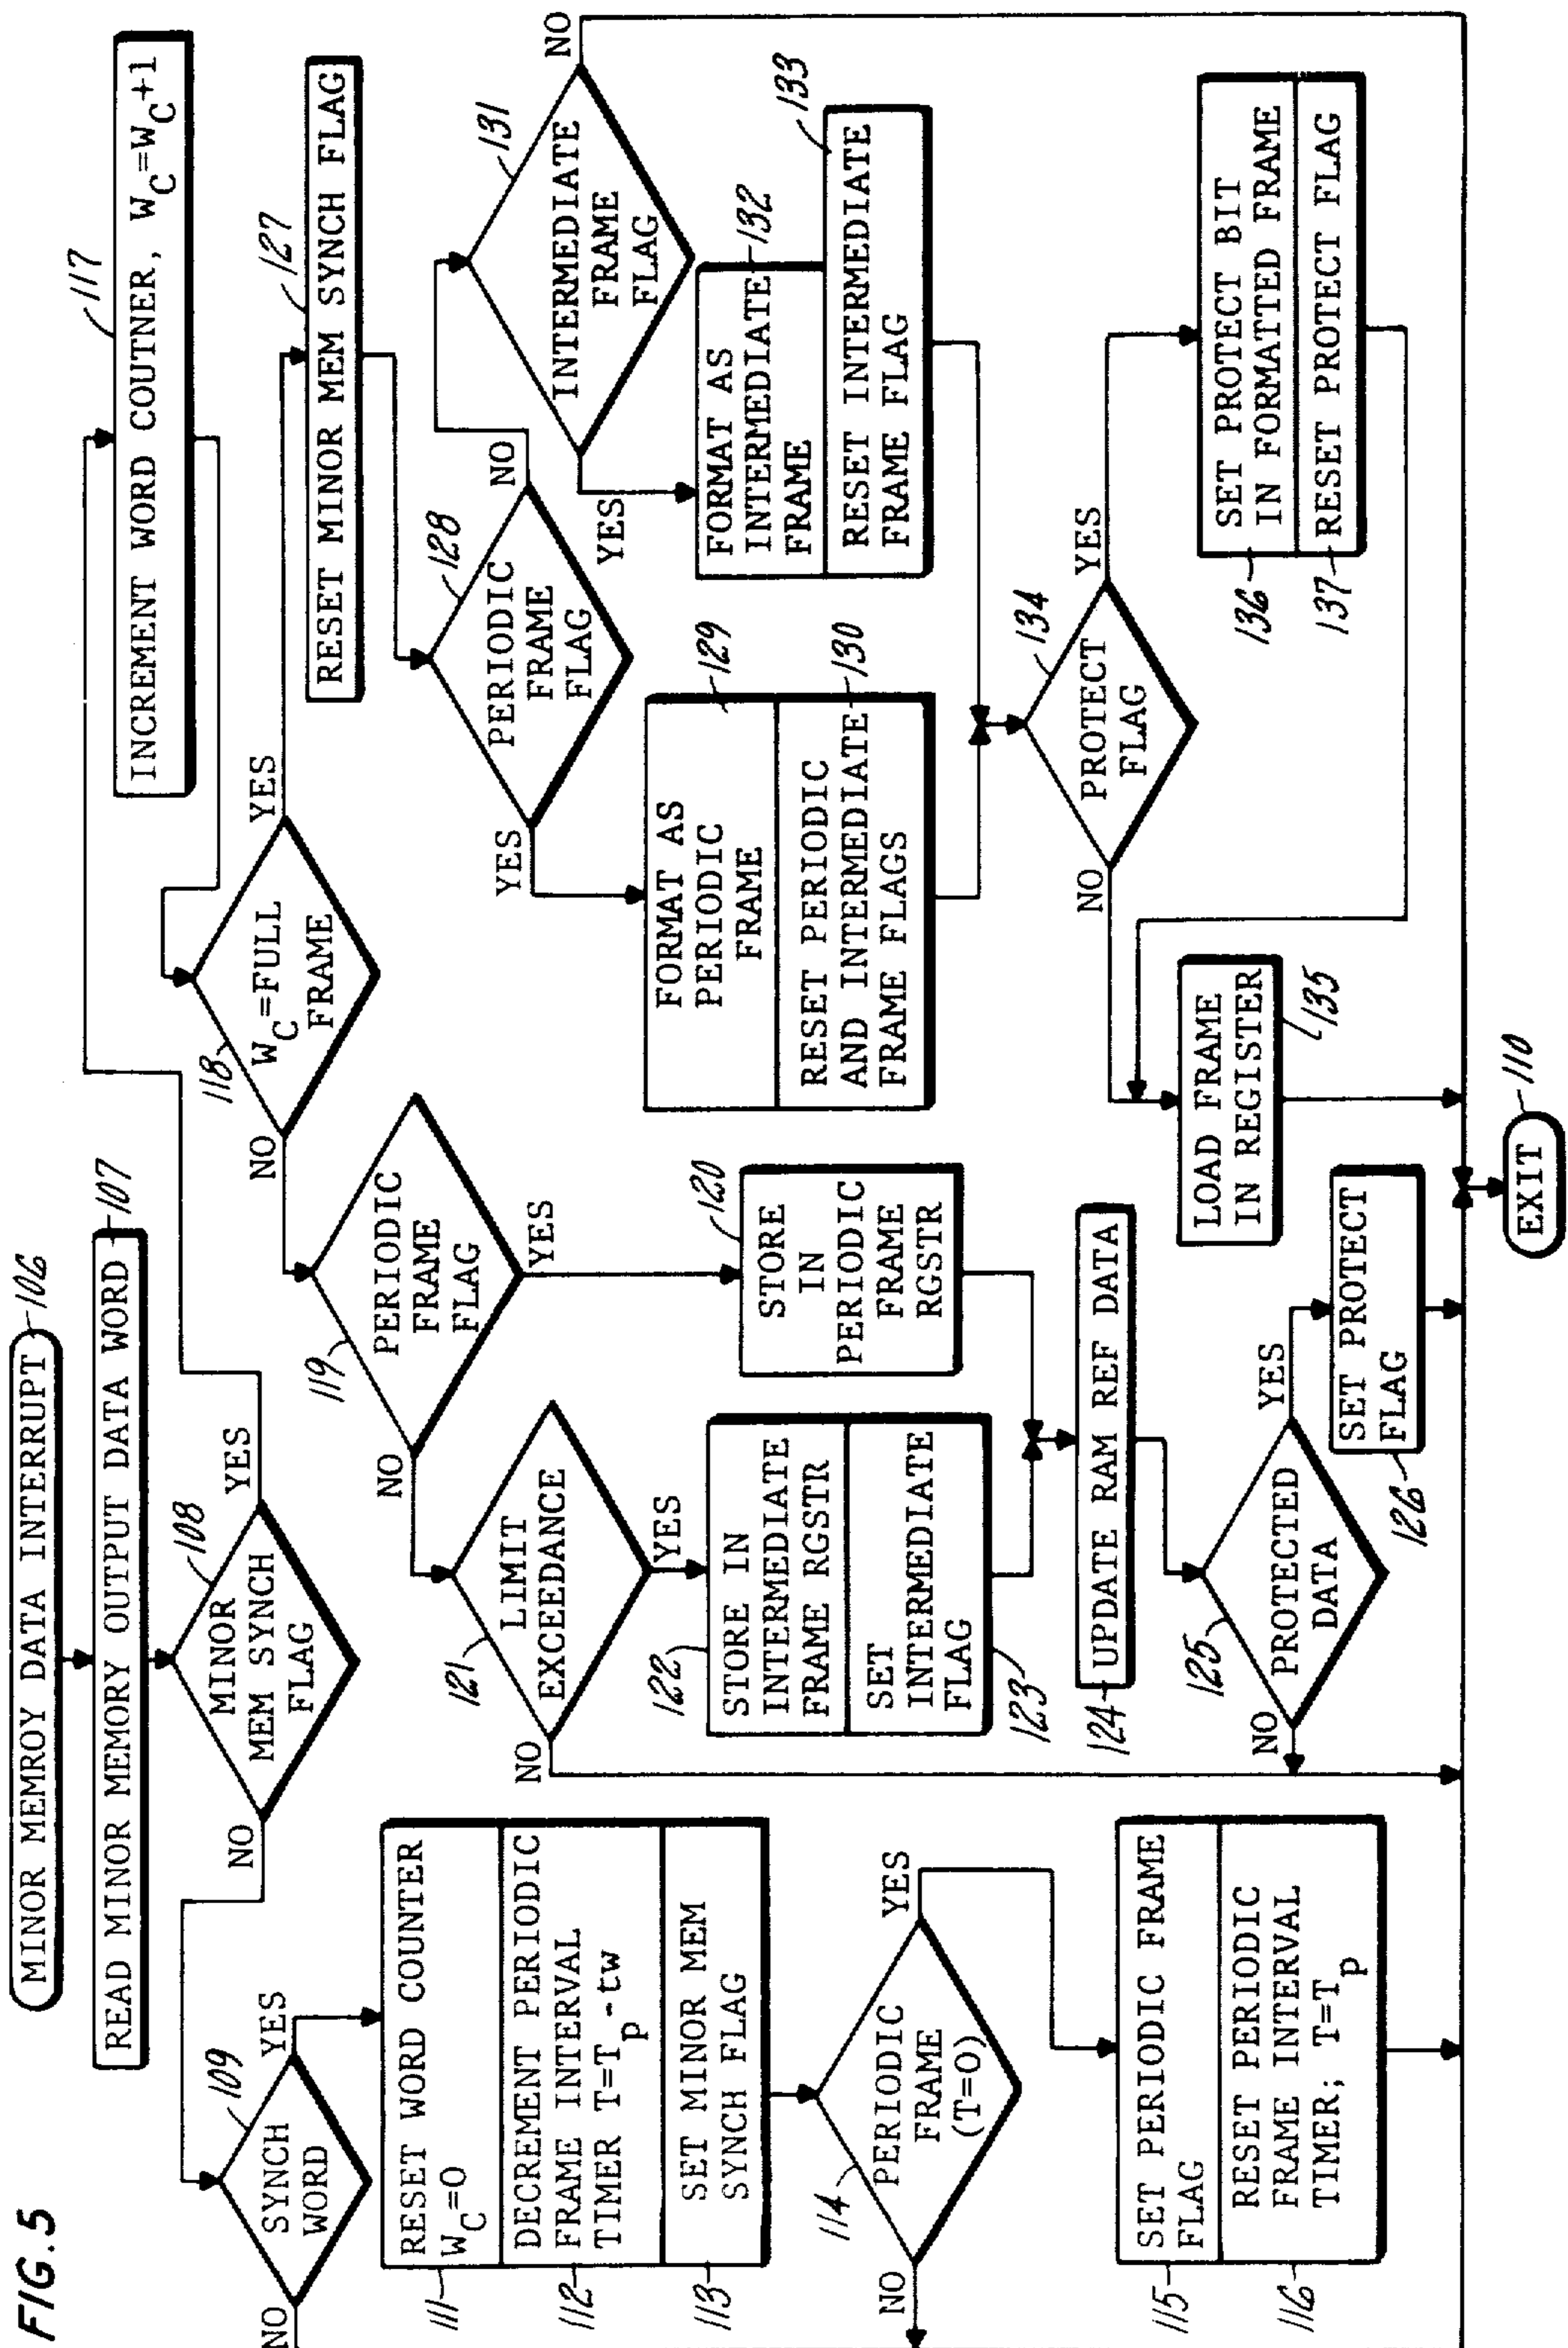 FIG.5
MINOR MEMROY DATA INTERRUPT
106
READ MINOR MEMORY OUTPUT DATA WORD
107
MINOR
MEM SYNCH
FLAG
108
NO
YES
SYNCH
WORD
109
NO
YES
RESET WORD COUNTER
WC=0
111
DECREMENT PERIODIC
FRAME INTERVAL
TIMER T=Tp-tw
112
SET MINOR MEM
SYNCH FLAG
113
PERIODIC
FRAME
(T=0)
114
NO
YES
SET PERIODIC FRAME
FLAG
115
RESET PERIODIC
FRAME INTERVAL
TIMER; T=Tp
116
INCREMENT WORD COUTNER, WC=WC+1
117
WC=FULL
FRAME
118
NO
YES
PERIODIC
FRAME
FLAG
119
NO
YES
STORE
IN
PERIODIC
FRAME
RGSTR
120
LIMIT
EXCEEDANCE
121
NO
YES
STORE IN
INTERMEDIATE
FRAME RGSTR
122
SET
INTERMEDIATE
FLAG
123
UPDATE RAM REF DATA
124
PROTECTED
DATA
125
NO
YES
SET PROTECT
FLAG
126
RESET MINOR MEM SYNCH FLAG
127
PERIODIC
FRAME
FLAG
128
YES
NO
FORMAT AS
PERIODIC
FRAME
129
RESET PERIODIC
AND INTERMEDIATE
FRAME FLAGS
130
INTERMEDIATE
FRAME
FLAG
131
YES
NO
FORMAT AS
INTERMEDIATE
FRAME
132
RESET INTERMEDIATE
FRAME FLAG
133
PROTECT
FLAG
134
NO
YES
LOAD FRAME
IN REGISTER
135
SET PROTECT BIT
IN FORMATTED FRAME
136
RESET PROTECT FLAG
137
EXIT
110